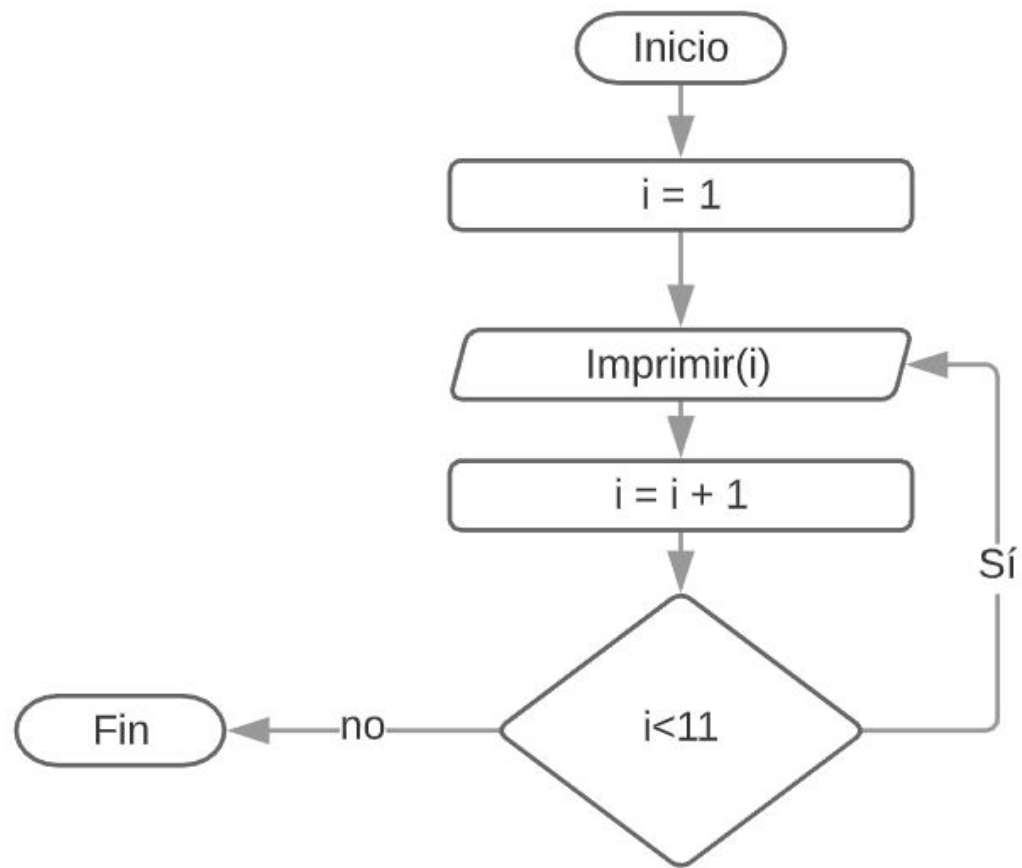 Inicio
i = 1
Imprimir(i)
i = i + 1
Sí
i<11
no
Fin